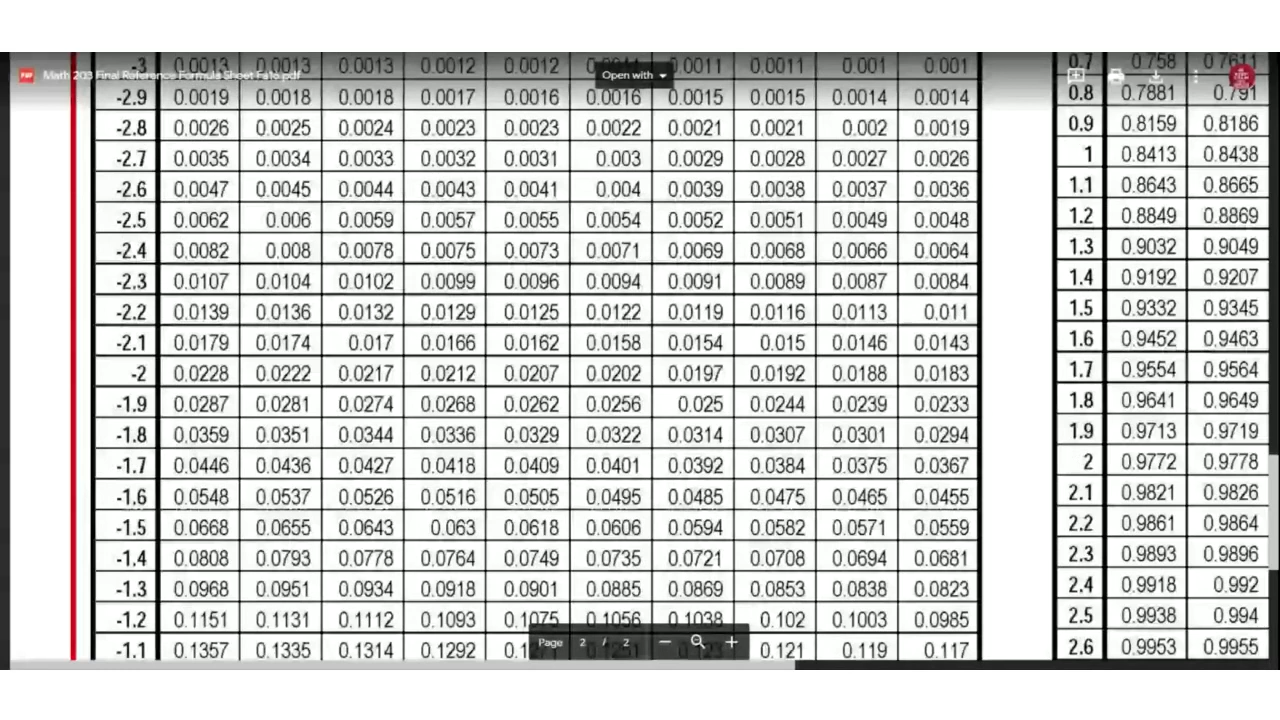 -3 0.0013 0.0013 0.0013 0.0012 0.0012 0.0011 0.0011 0.001 0.001 0.7 0.758 0.7611
Math 203 Final Reference Formula Sheet Fa16.pdf Open with
-2.9 0.0019 0.0018 0.0018 0.0017 0.0016 0.0016 0.0015 0.0015 0.0014 0.0014 0.8 0.7881 0.791
-2.8 0.0026 0.0025 0.0024 0.0023 0.0023 0.0022 0.0021 0.0021 0.002 0.0019 0.9 0.8159 0.8186
-2.7 0.0035 0.0034 0.0033 0.0032 0.0031 0.003 0.0029 0.0028 0.0027 0.0026 1 0.8413 0.8438
-2.6 0.0047 0.0045 0.0044 0.0043 0.0041 0.004 0.0039 0.0038 0.0037 0.0036 1.1 0.8643 0.8665
-2.5 0.0062 0.006 0.0059 0.0057 0.0055 0.0054 0.0052 0.0051 0.0049 0.0048 1.2 0.8849 0.8869
-2.4 0.0082 0.008 0.0078 0.0075 0.0073 0.0071 0.0069 0.0068 0.0066 0.0064 1.3 0.9032 0.9049
-2.3 0.0107 0.0104 0.0102 0.0099 0.0096 0.0094 0.0091 0.0089 0.0087 0.0084 1.4 0.9192 0.9207
-2.2 0.0139 0.0136 0.0132 0.0129 0.0125 0.0122 0.0119 0.0116 0.0113 0.011 1.5 0.9332 0.9345
-2.1 0.0179 0.0174 0.017 0.0166 0.0162 0.0158 0.0154 0.015 0.0146 0.0143 1.6 0.9452 0.9463
-2 0.0228 0.0222 0.0217 0.0212 0.0207 0.0202 0.0197 0.0192 0.0188 0.0183 1.7 0.9554 0.9564
-1.9 0.0287 0.0281 0.0274 0.0268 0.0262 0.0256 0.025 0.0244 0.0239 0.0233 1.8 0.9641 0.9649
-1.8 0.0359 0.0351 0.0344 0.0336 0.0329 0.0322 0.0314 0.0307 0.0301 0.0294 1.9 0.9713 0.9719
-1.7 0.0446 0.0436 0.0427 0.0418 0.0409 0.0401 0.0392 0.0384 0.0375 0.0367 2 0.9772 0.9778
-1.6 0.0548 0.0537 0.0526 0.0516 0.0505 0.0495 0.0485 0.0475 0.0465 0.0455 2.1 0.9821 0.9826
-1.5 0.0668 0.0655 0.0643 0.063 0.0618 0.0606 0.0594 0.0582 0.0571 0.0559 2.2 0.9861 0.9864
-1.4 0.0808 0.0793 0.0778 0.0764 0.0749 0.0735 0.0721 0.0708 0.0694 0.0681 2.3 0.9893 0.9896
-1.3 0.0968 0.0951 0.0934 0.0918 0.0901 0.0885 0.0869 0.0853 0.0838 0.0823 2.4 0.9918 0.992
-1.2 0.1151 0.1131 0.1112 0.1093 0.1075 0.1056 0.1038 0.102 0.1003 0.0985 2.5 0.9938 0.994
Page 2 / 2
-1.1 0.1357 0.1335 0.1314 0.1292 0.121 0.119 0.117 2.6 0.9953 0.9955